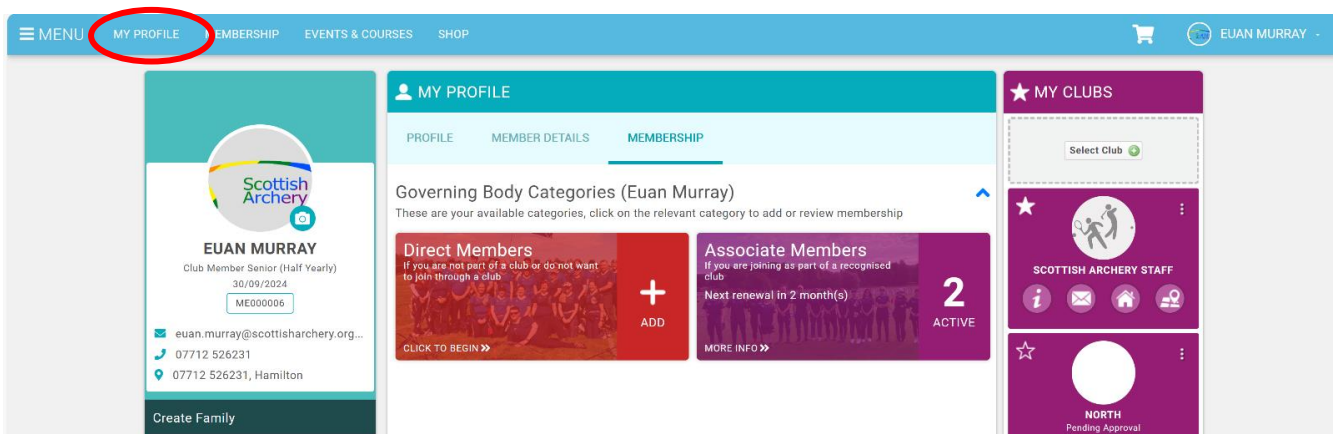 MENU MY PROFILE MEMBERSHIP EVENTS & COURSES SHOP EUAN MURRAY
Scottish
Archery
EUAN MURRAY
Club Member Senior (Half Yearly)
30/09/2024
ME000006
euan.murray@scottisharchery.org...
07712 526231
07712 526231, Hamilton
Create Family
MY PROFILE
PROFILE MEMBER DETAILS MEMBERSHIP
Governing Body Categories (Euan Murray)
These are your available categories, click on the relevant category to add or review membership
Direct Members
If you are not part of a club or do not want
to join through a club
+
ADD
CLICK TO BEGIN »
Associate Members
If you are joining as part of a recognised
club
Next renewal in 2 month(s)
2
ACTIVE
MORE INFO »
MY CLUBS
Select Club
SCOTTISH ARCHERY STAFF
NORTH
Pending Approval